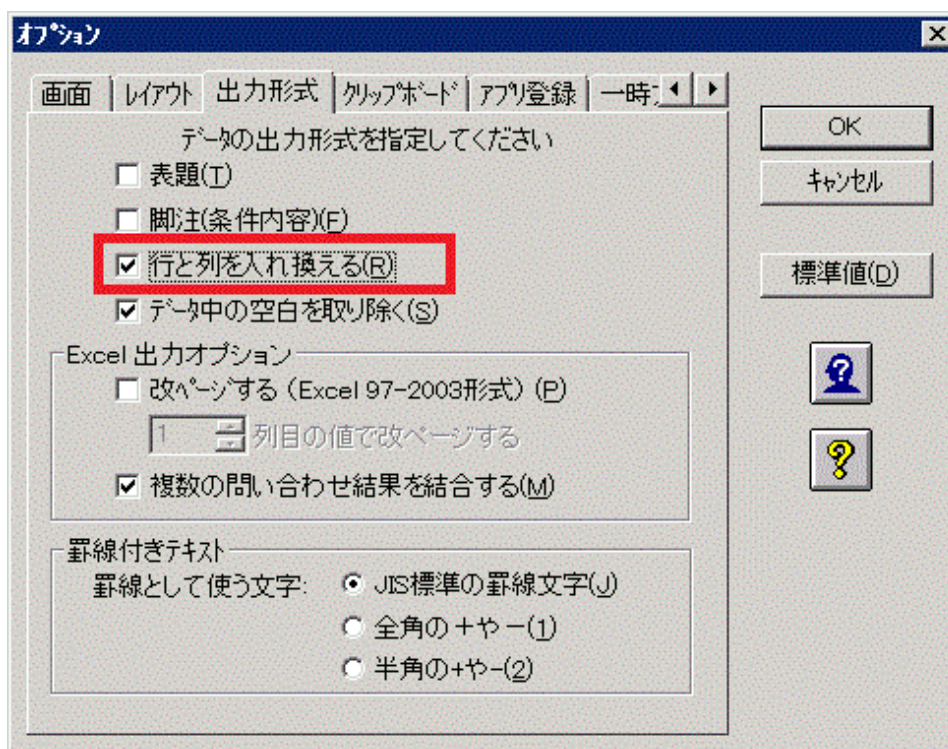 オプション
画面 レイアウト 出力形式 クリップボード アプリ登録 一時
データの出力形式を指定してください
表題(T)
脚注(条件内容)(F)
行と列を入れ換える(R)
データ中の空白を取り除く(S)
Excel 出力オプション
改ページする (Excel 97-2003形式) (P)
1 列目の値で改ページする
複数の問い合わせ結果を結合する(M)
罫線付きテキスト
罫線として使う文字: JIS標準の罫線文字(J)
全角の＋や－(1)
半角の+や-(2)
OK
キャンセル
標準値(D)
?
?